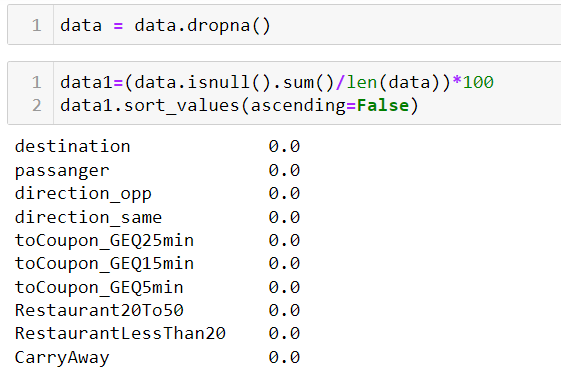 1 data = data.dropna()
1 data1=(data.isnull().sum()/len(data))*100
2 data1.sort_values(ascending=False)
destination 0.0
passanger 0.0
direction_opp 0.0
direction_same 0.0
toCoupon_GEQ25min 0.0
toCoupon_GEQ15min 0.0
toCoupon_GEQ5min 0.0
Restaurant20To50 0.0
RestaurantLessThan20 0.0
CarryAway 0.0